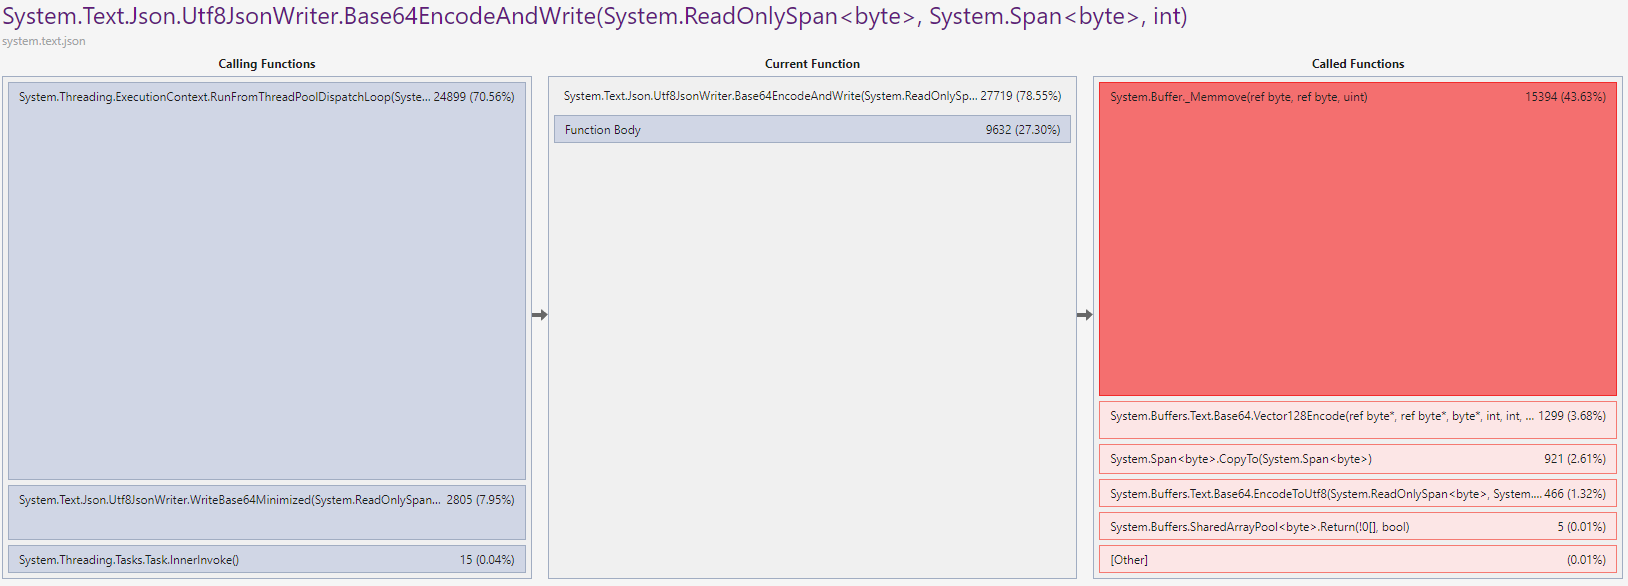 System.Text.Json.Utf8JsonWriter.Base64EncodeAndWrite(System.ReadOnlySpan<byte>, System.Span<byte>, int)
system.text.json
Calling Functions
System.Threading.ExecutionContext.RunFromThreadPoolDispatchLoop(Syste... 24899 (70.56%)
System.Text.Json.Utf8JsonWriter.WriteBase64Minimized(System.ReadOnlySpan... 2805 (7.95%)
System.Threading.Tasks.Task.InnerInvoke() 15 (0.04%)
Current Function
System.Text.Json.Utf8JsonWriter.Base64EncodeAndWrite(System.ReadOnlySp... 27719 (78.55%)
Function Body 9632 (27.30%)
Called Functions
System.Buffer._Memmove(ref byte, ref byte, uint) 15394 (43.63%)
System.Buffers.Text.Base64.Vector128Encode(ref byte*, ref byte*, byte*, int, int, ... 1299 (3.68%)
System.Span<byte>.CopyTo(System.Span<byte>) 921 (2.61%)
System.Buffers.Text.Base64.EncodeToUtf8(System.ReadOnlySpan<byte>, System.... 466 (1.32%)
System.Buffers.SharedArrayPool<byte>.Return(!0[], bool) 5 (0.01%)
[Other] (0.01%)